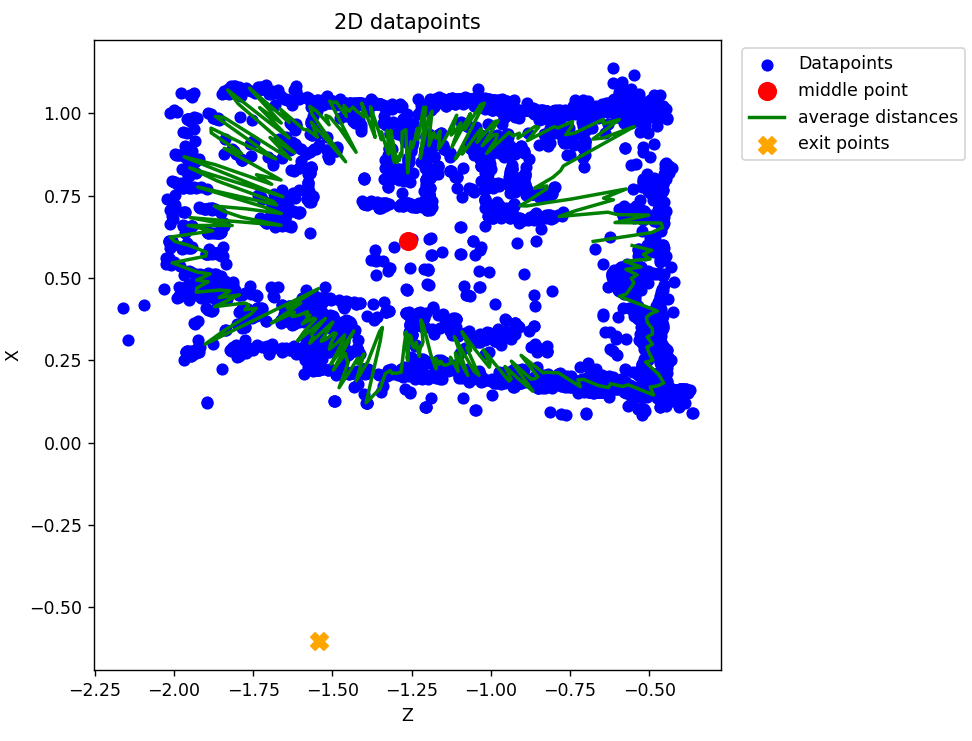 2D datapoints
Datapoints
middle point
average distances
exit points
1.00
0.75
0.50
0.25
0.00
−0.25
−0.50
X
−2.25 −2.00 −1.75 −1.50 −1.25 −1.00 −0.75 −0.50
Z